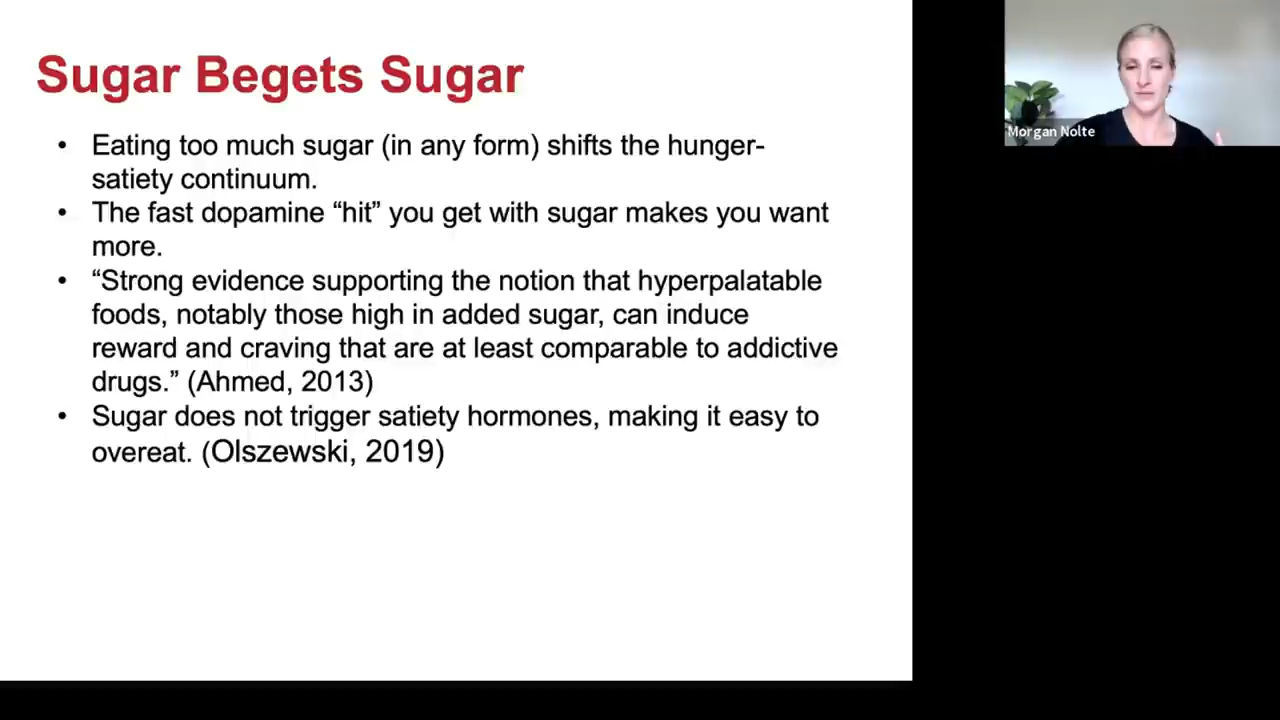 Sugar Begets Sugar
• Eating too much sugar (in any form) shifts the hunger-
satiety continuum.
• The fast dopamine “hit” you get with sugar makes you want
more.
• “Strong evidence supporting the notion that hyperpalatable
foods, notably those high in added sugar, can induce
reward and craving that are at least comparable to addictive
drugs.” (Ahmed, 2013)
• Sugar does not trigger satiety hormones, making it easy to
overeat. (Olszewski, 2019)
Morgan Nolte